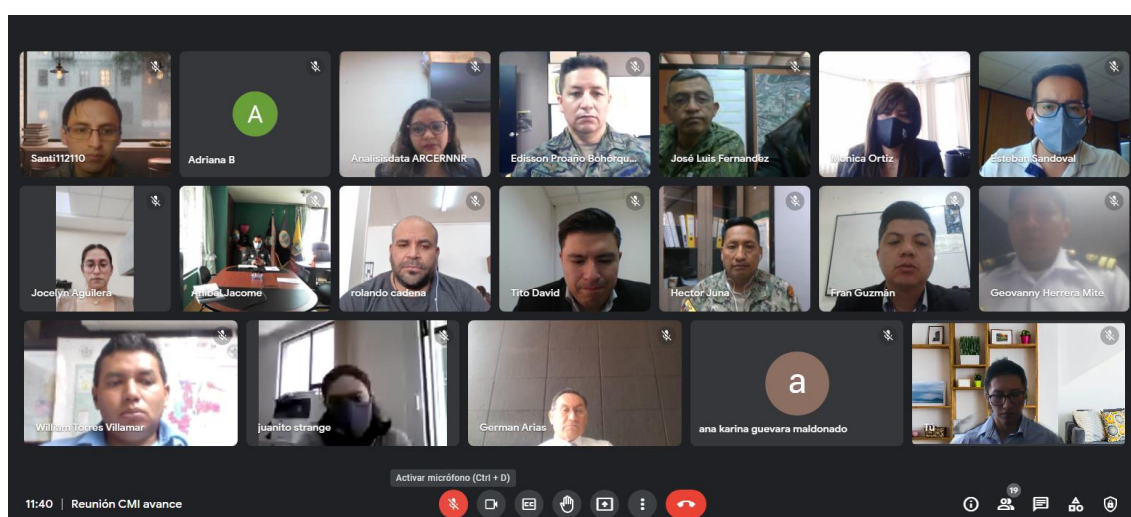 Santi112110
A
Adriana B
Analisisdata ARCERNNR
Edisson Proaño Bohórqu...
José Luis Fernandez
Monica Ortiz
Esteban Sandoval
Jocelyn Aguilera
Anibal Jacome
rolando cadena
Tito David
Hector Juna
Fran Guzmán
Geovanny Herrera Mite
William Torres Villamar
juanito strange
German Arias
a
ana karina guevara maldonado
Tú
Activar micrófono (Ctrl + D)
11:40 | Reunión CMI avance
19